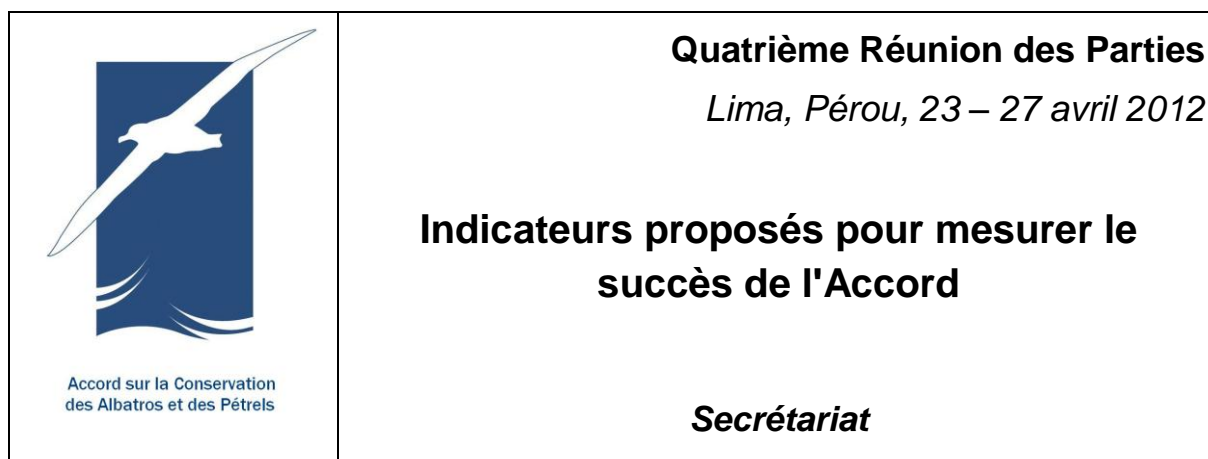 Quatrième Réunion des Parties
Lima, Pérou, 23 – 27 avril 2012
Indicateurs proposés pour mesurer le
succès de l'Accord
Secrétariat
Accord sur la Conservation
des Albatros et des Pétrels